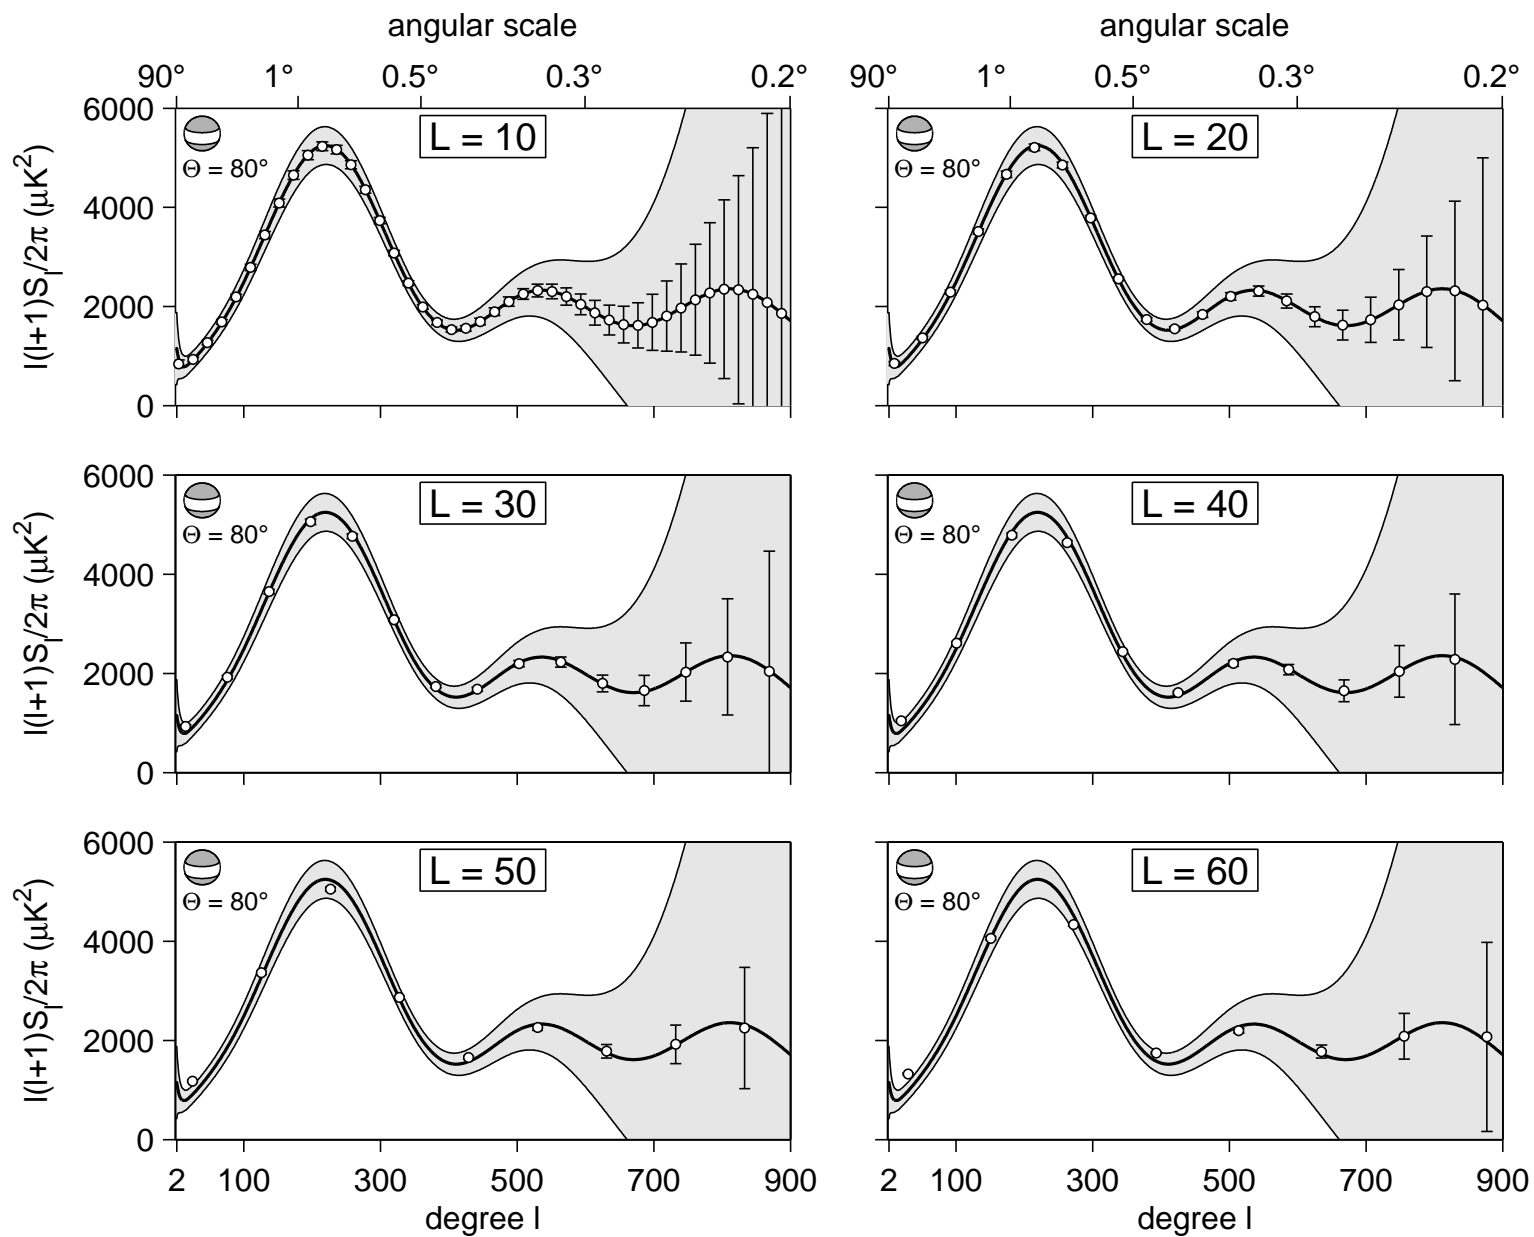 angular scale angular scale
90° 1° 0.5° 0.3° 0.2° 90° 1° 0.5° 0.3° 0.2°
6000 L = 10 L = 20
Θ = 80° Θ = 80°
4000
2000
0
l(l+1)S_l/2π (μK²)
6000 L = 30 L = 40
Θ = 80° Θ = 80°
4000
2000
0
l(l+1)S_l/2π (μK²)
6000 L = 50 L = 60
Θ = 80° Θ = 80°
4000
2000
0
l(l+1)S_l/2π (μK²)
2 100 300 500 700 900 2 100 300 500 700 900
degree l degree l